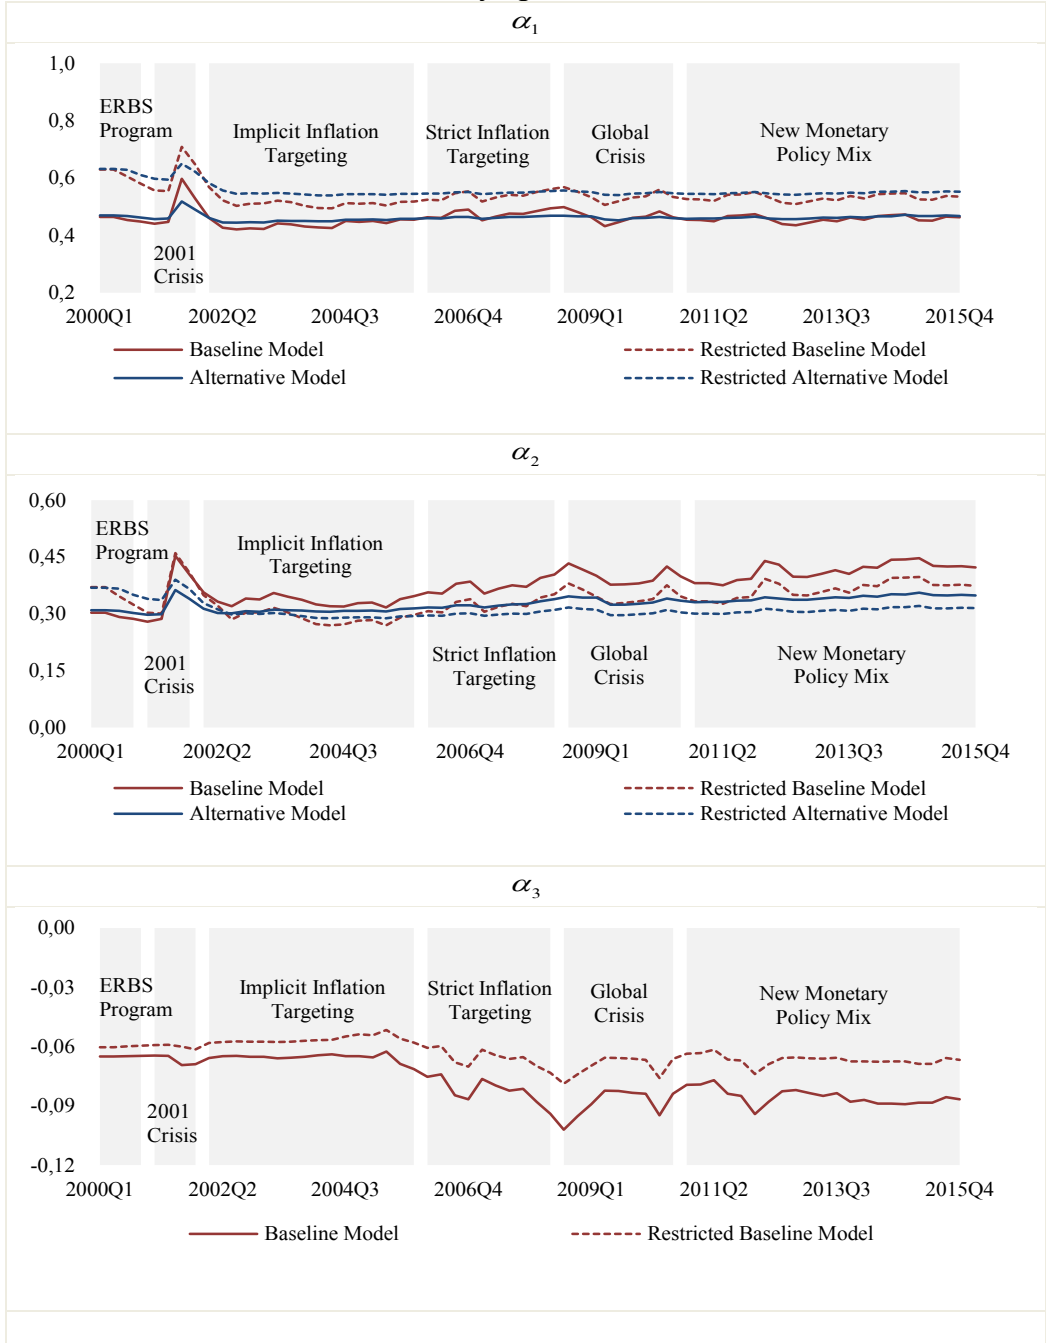 α1
1,0
0,8
0,6
0,4
0,2
ERBS
Program
2001
Crisis
Implicit Inflation
Targeting
Strict Inflation
Targeting
Global
Crisis
New Monetary
Policy Mix
2000Q1 2002Q2 2004Q3 2006Q4 2009Q1 2011Q2 2013Q3 2015Q4
Baseline Model Restricted Baseline Model
Alternative Model Restricted Alternative Model
α2
0,60
0,45
0,30
0,15
0,00
ERBS
Program
2001
Crisis
Implicit Inflation
Targeting
Strict Inflation
Targeting
Global
Crisis
New Monetary
Policy Mix
2000Q1 2002Q2 2004Q3 2006Q4 2009Q1 2011Q2 2013Q3 2015Q4
Baseline Model Restricted Baseline Model
Alternative Model Restricted Alternative Model
α3
0,00
-0,03
-0,06
-0,09
-0,12
ERBS
Program
2001
Crisis
Implicit Inflation
Targeting
Strict Inflation
Targeting
Global
Crisis
New Monetary
Policy Mix
2000Q1 2002Q2 2004Q3 2006Q4 2009Q1 2011Q2 2013Q3 2015Q4
Baseline Model Restricted Baseline Model